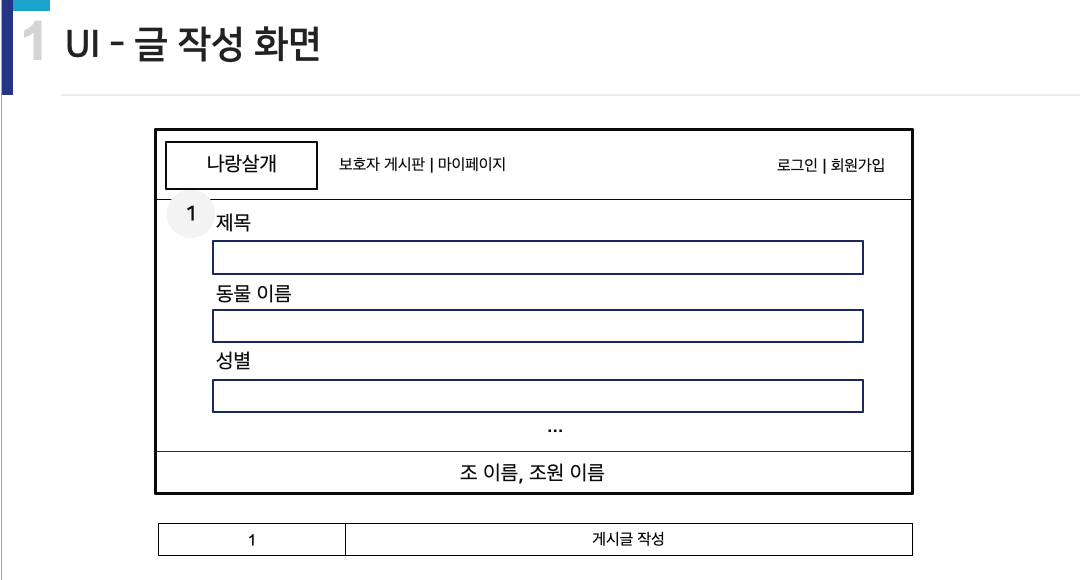 1 UI - 글 작성 화면
나랑살개 보호자 게시판 | 마이페이지 로그인 | 회원가입
1 제목
동물 이름
성별
...
조 이름, 조원 이름
1 게시글 작성